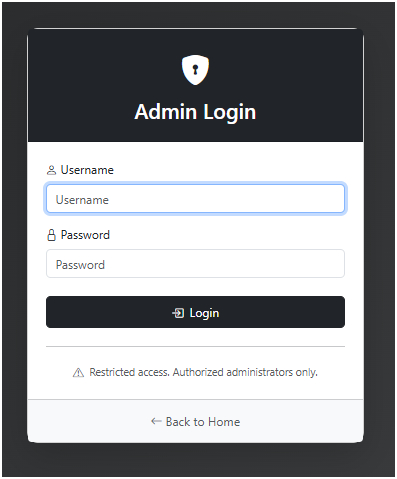 Admin Login
Username
Username
Password
Password
Login
Restricted access. Authorized administrators only.
Back to Home